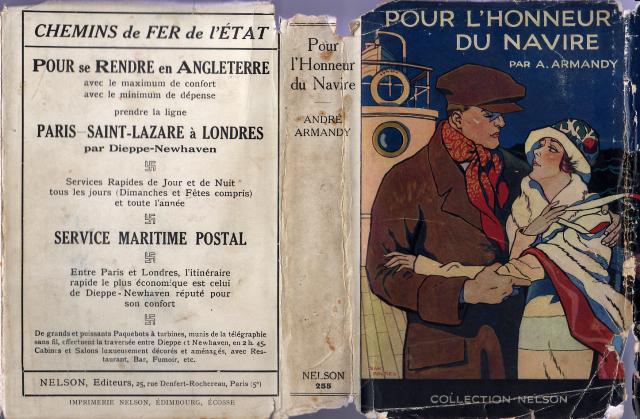 CHEMINS de FER de l'ÉTAT
POUR se RENDRE en ANGLETERRE
avec le maximum de confort
avec le minimum de dépense
prendre la ligne
PARIS-SAINT-LAZARE à LONDRES
par Dieppe-Newhaven
Services Rapides de Jour et de Nuit
tous les jours (Dimanches et Fêtes compris)
et toute l'année
SERVICE MARITIME POSTAL
Entre Paris et Londres, l'itinéraire
rapide le plus économique est celui
de Dieppe-Newhaven réputé pour
son confort
De grands et puissants Paquebots à turbines, munis de la télégraphie
sans fil, effectuent la traversée entre Dieppe et Newhaven, en 2 h. 45.
Cabines et Salons luxueusement décorés et aménagés, avec Res-
taurant, Bar, Fumoir, etc.
NELSON, Editeurs, 25, rue Denfert-Rochereau, Paris (5e)
IMPRIMERIE NELSON, ÉDIMBOURG, ÉCOSSE
Pour
l'Honneur
du Navire
ANDRÉ
ARMANDY
NELSON
255
POUR L'HONNEUR
DU NAVIRE
PAR A. ARMANDY
COLLECTION NELSON